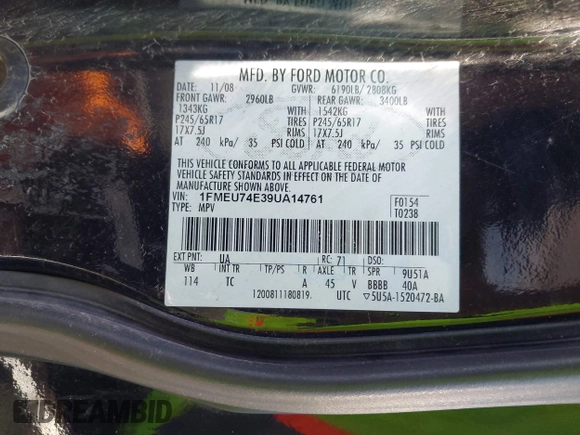 MFD. BY FORD MOTOR CO.
DATE: 11/08 GVWR: 6190LB/ 2808KG
FRONT GAWR: 2960LB REAR GAWR: 3400LB
1343KG WITH 1542KG WITH
P245/65R17 TIRES P245/65R17 TIRES
17X7.5J RIMS 17X7.5J RIMS
AT 240 kPa/ 35 PSI COLD AT 240 kPa/ 35 PSI COLD
THIS VEHICLE CONFORMS TO ALL APPLICABLE FEDERAL MOTOR
VEHICLE SAFETY STANDARDS IN EFFECT ON THE DATE OF
MANUFACTURE SHOWN ABOVE.
VIN: 1FMEU74E39UA14761
TYPE: MPV
F0154
T0238
EXT PNT: UA RC: 71 DSO:
WB INT TR TP/PS R AXLE TR SPR 9U51A
114 TC A 45 V BBBB 40A
1200811180819. UTC ▽5U5A-1520472-BA
DREAMBID